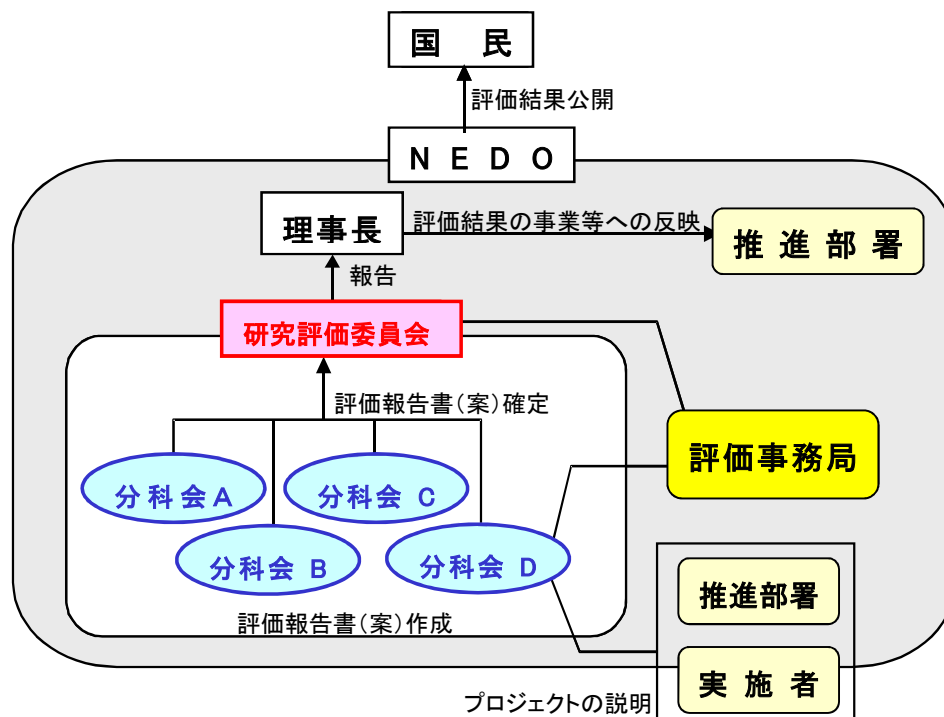 国 民
評価結果公開
N E D O
理事長
評価結果の事業等への反映
推 進 部 署
報告
研究評価委員会
評価報告書(案)確定
評価事務局
分科会 A
分科会 C
分科会 B
分科会 D
推進部署
評価報告書(案)作成
実 施 者
プロジェクトの説明